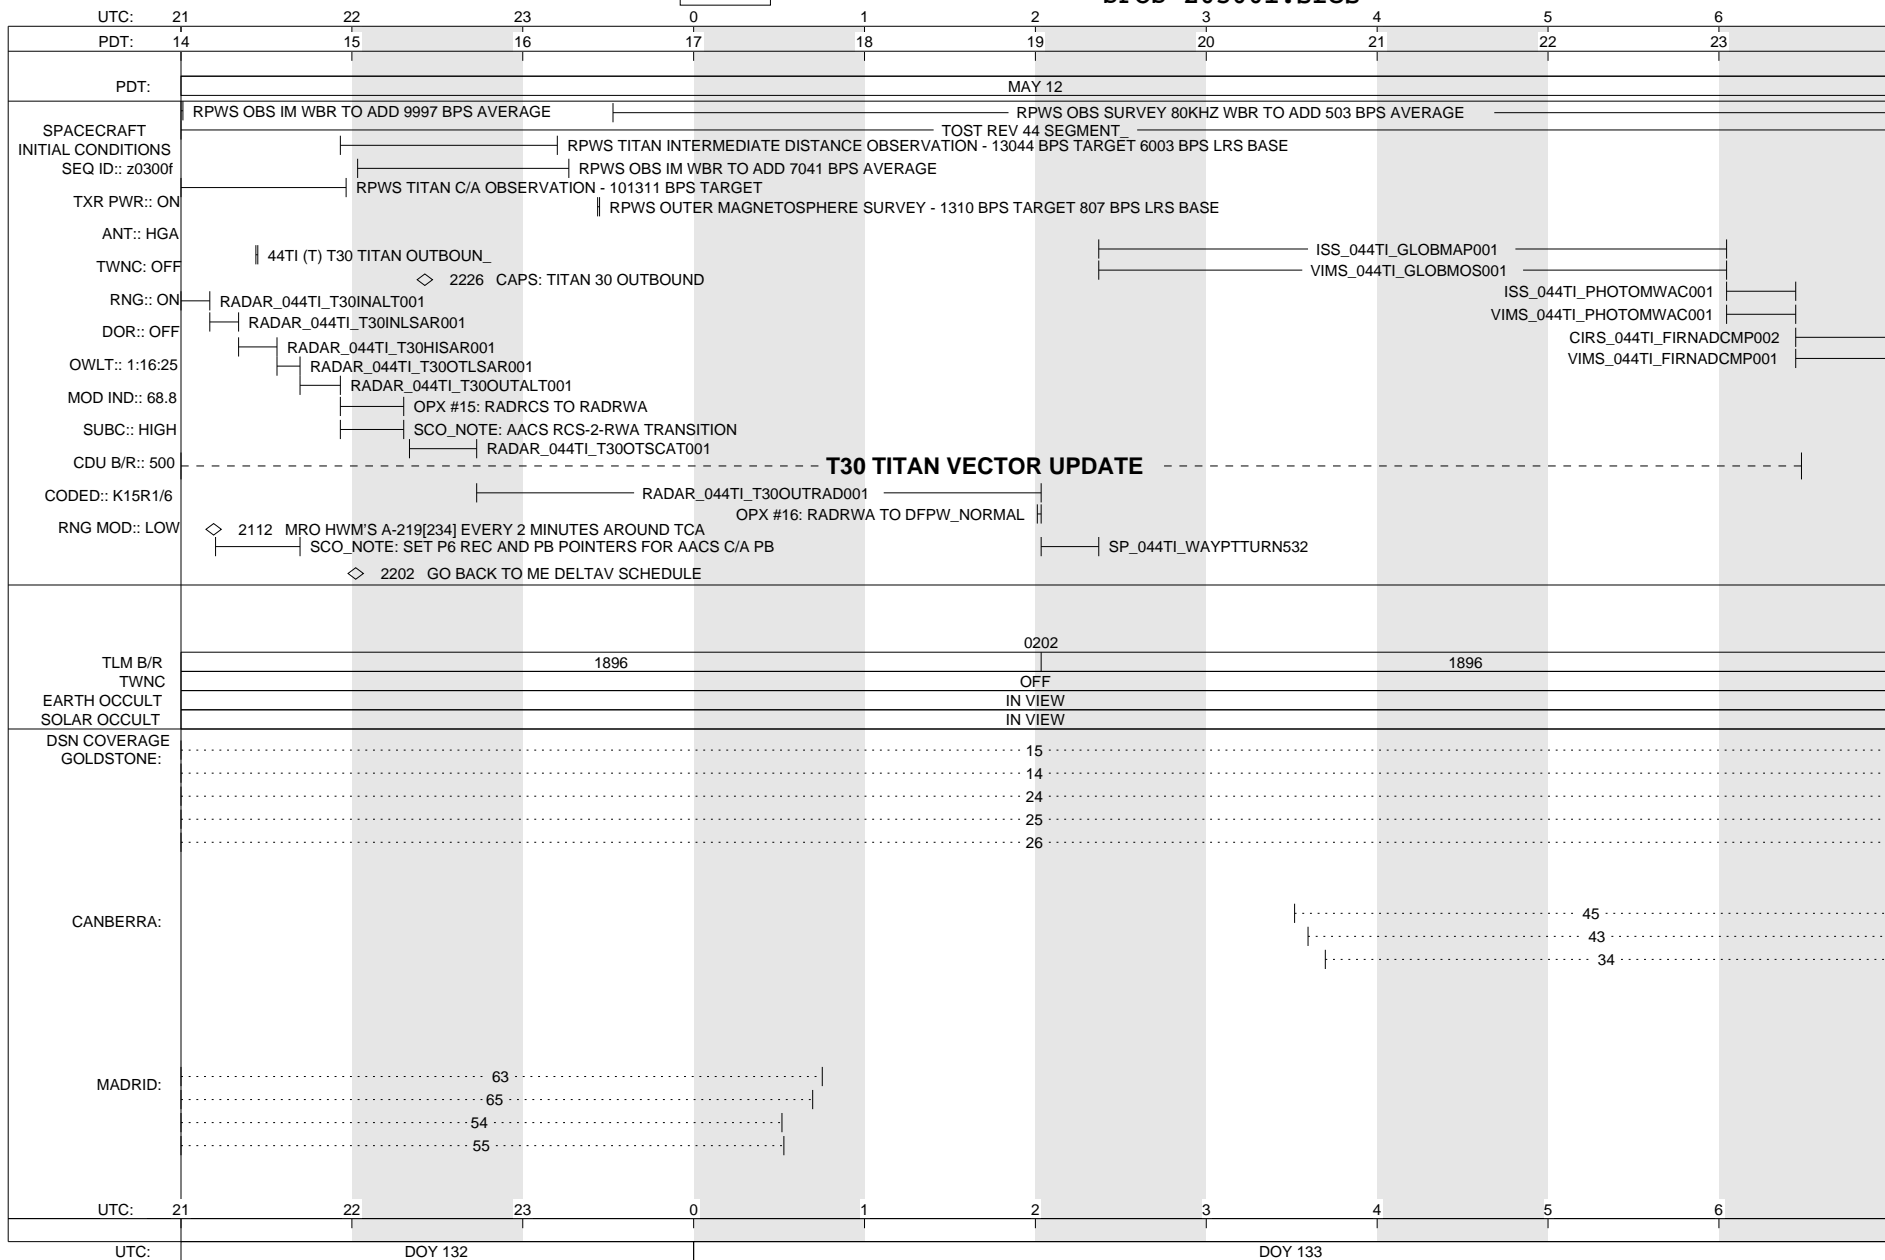 UTC: 21 22 23 0 1 2 3 4 5 6
PDT: 14 15 16 17 18 19 20 21 22 23
PDT: MAY 12
RPWS OBS IM WBR TO ADD 9997 BPS AVERAGE
RPWS OBS SURVEY 80KHZ WBR TO ADD 503 BPS AVERAGE
SPACECRAFT
INITIAL CONDITIONS
TOST REV 44 SEGMENT_
RPWS TITAN INTERMEDIATE DISTANCE OBSERVATION - 13044 BPS TARGET 6003 BPS LRS BASE
SEQ ID:: z0300f
RPWS OBS IM WBR TO ADD 7041 BPS AVERAGE
RPWS TITAN C/A OBSERVATION - 101311 BPS TARGET
TXR PWR:: ON
RPWS OUTER MAGNETOSPHERE SURVEY - 1310 BPS TARGET 807 BPS LRS BASE
ANT:: HGA
ISS_044TI_GLOBMAP001
44TI (T) T30 TITAN OUTBOUN_
TWNC: OFF
VIMS_044TI_GLOBMOS001
2226 CAPS: TITAN 30 OUTBOUND
ISS_044TI_PHOTOMWAC001
RNG:: ON
RADAR_044TI_T30INALT001
VIMS_044TI_PHOTOMWAC001
RADAR_044TI_T30INLSAR001
DOR:: OFF
CIRS_044TI_FIRNADCMP002
RADAR_044TI_T30HISAR001
VIMS_044TI_FIRNADCMP001
OWLT:: 1:16:25
RADAR_044TI_T30OTLSAR001
RADAR_044TI_T30OUTALT001
MOD IND:: 68.8
OPX #15: RADRCS TO RADRWA
SUBC:: HIGH
SCO_NOTE: AACS RCS-2-RWA TRANSITION
RADAR_044TI_T30OTSCAT001
CDU B/R:: 500
T30 TITAN VECTOR UPDATE
CODED:: K15R1/6
RADAR_044TI_T30OUTRAD001
OPX #16: RADRWA TO DFPW_NORMAL
RNG MOD:: LOW
2112 MRO HWM'S A-219[234] EVERY 2 MINUTES AROUND TCA
SCO_NOTE: SET P6 REC AND PB POINTERS FOR AACS C/A PB
SP_044TI_WAYPTTURN532
2202 GO BACK TO ME DELTAV SCHEDULE
0202
TLM B/R 1896 1896
TWNC OFF
EARTH OCCULT IN VIEW
SOLAR OCCULT IN VIEW
DSN COVERAGE
GOLDSTONE:
15
14
24
25
26
CANBERRA:
45
43
34
MADRID:
63
65
54
55
UTC: 21 22 23 0 1 2 3 4 5 6
UTC: DOY 132 DOY 133